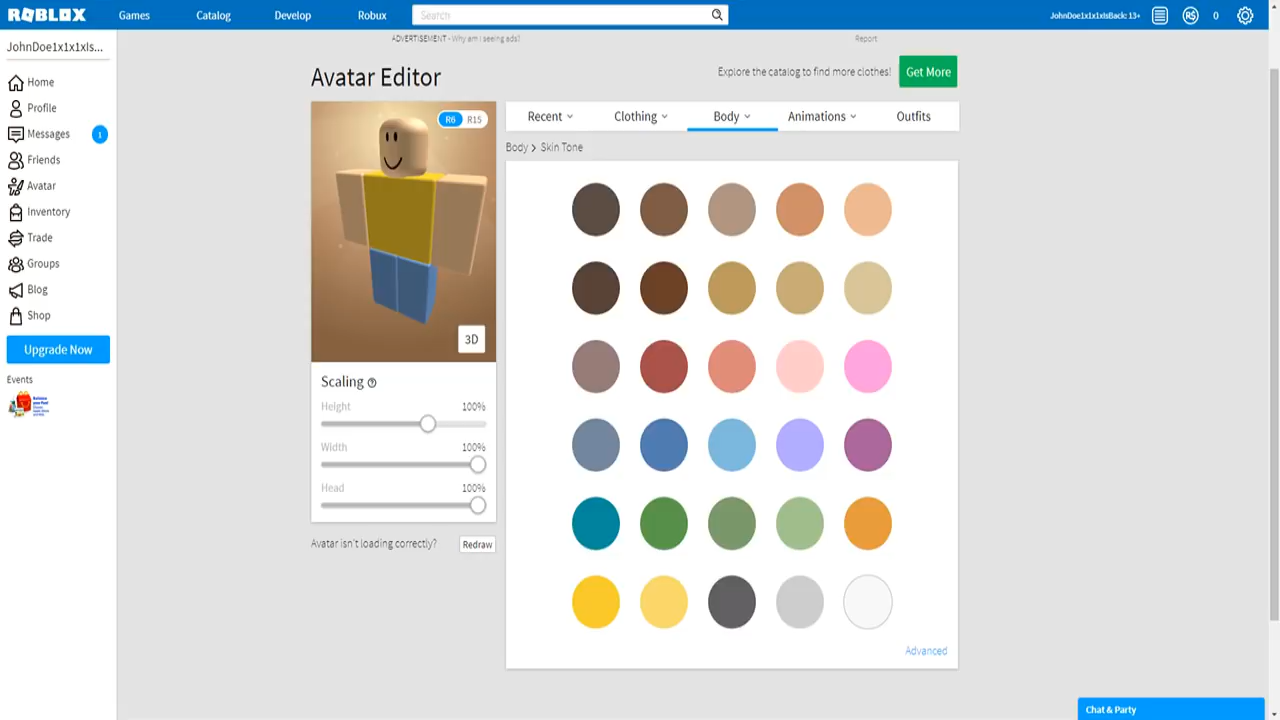 ROBLOX Games Catalog Develop Robux Search JohnDoe1x1x1xIsBack: 13+ R$ 0
ADVERTISEMENT - Why am I seeing ads? Report
JohnDoe1x1x1xIs...
Home
Profile
Messages 1
Friends
Avatar
Inventory
Trade
Groups
Blog
Shop
Upgrade Now
Events
Avatar Editor
Explore the catalog to find more clothes! Get More
R6 R15
3D
Recent Clothing Body Animations Outfits
Body > Skin Tone
Scaling
Height 100%
Width 100%
Head 100%
Avatar isn't loading correctly? Redraw
Advanced
Chat & Party